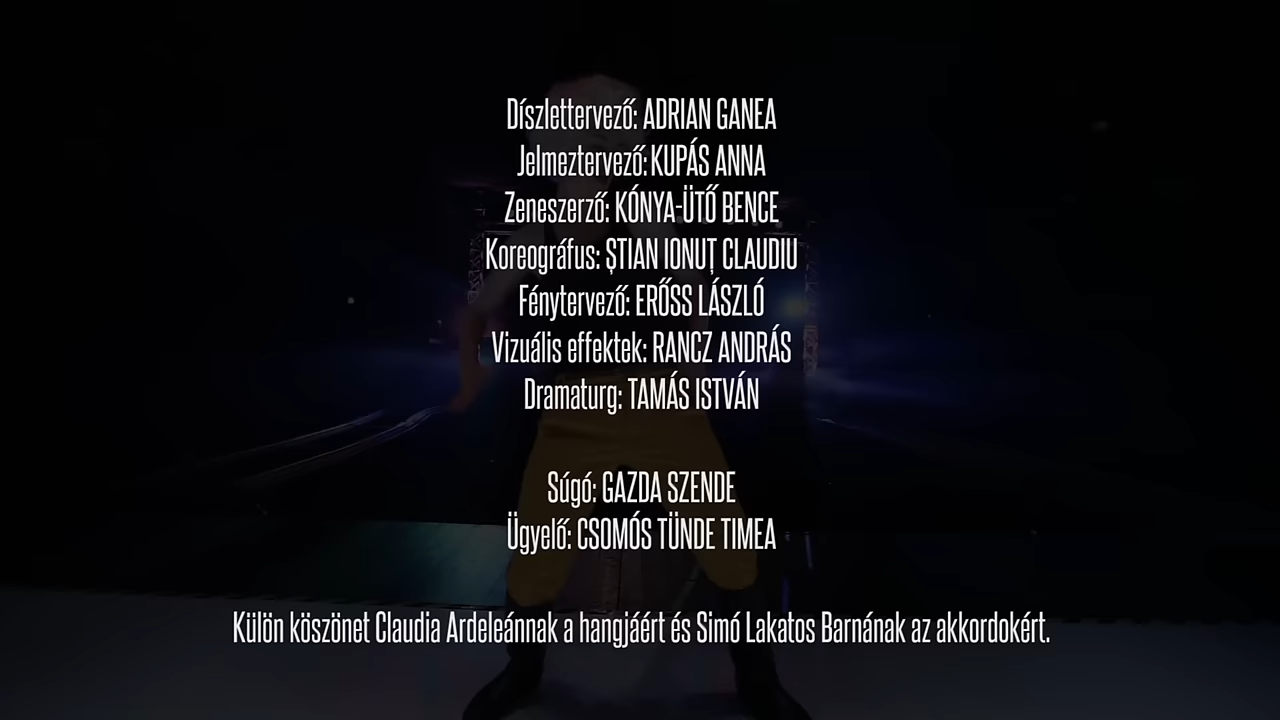 Díszlettervező: ADRIAN GANEA
Jelmeztervező: KUPÁS ANNA
Zeneszerző: KÓNYA-ÜTŐ BENCE
Koreográfus: ȘTIAN IONUȚ CLAUDIU
Fénytervező: ERŐSS LÁSZLÓ
Vizuális effektek: RANCZ ANDRÁS
Dramaturg: TAMÁS ISTVÁN
Súgó: GAZDA SZENDE
Ügyelő: CSOMÓS TÜNDE TIMEA
Külön köszönet Claudia Ardeleánnak a hangjáért és Simó Lakatos Barnának az akkordokért.